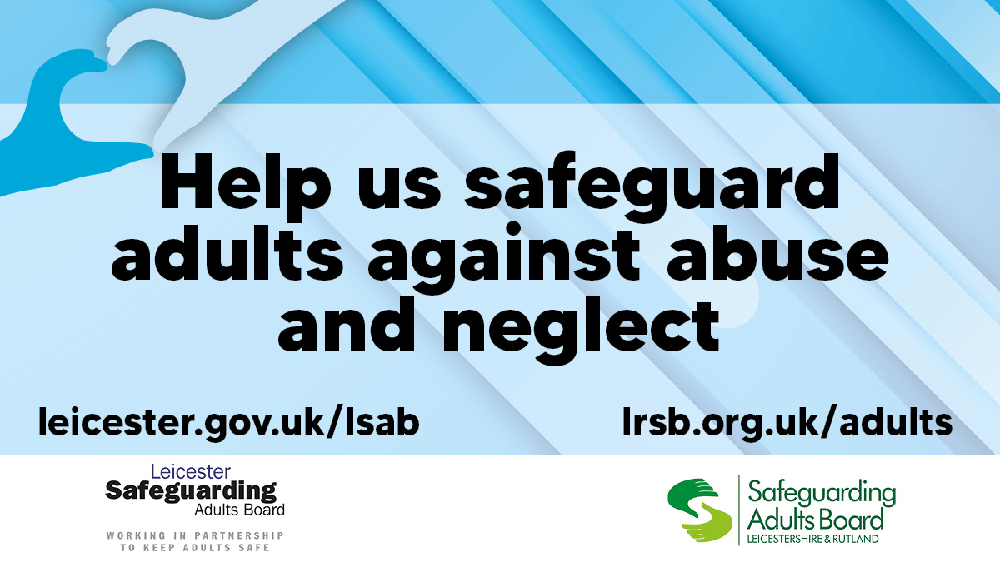 Help us safeguard
adults against abuse
and neglect
leicester.gov.uk/lsab
lrsb.org.uk/adults
Leicester
Safeguarding
Adults Board
WORKING IN PARTNERSHIP
TO KEEP ADULTS SAFE
Safeguarding
Adults Board
LEICESTERSHIRE & RUTLAND